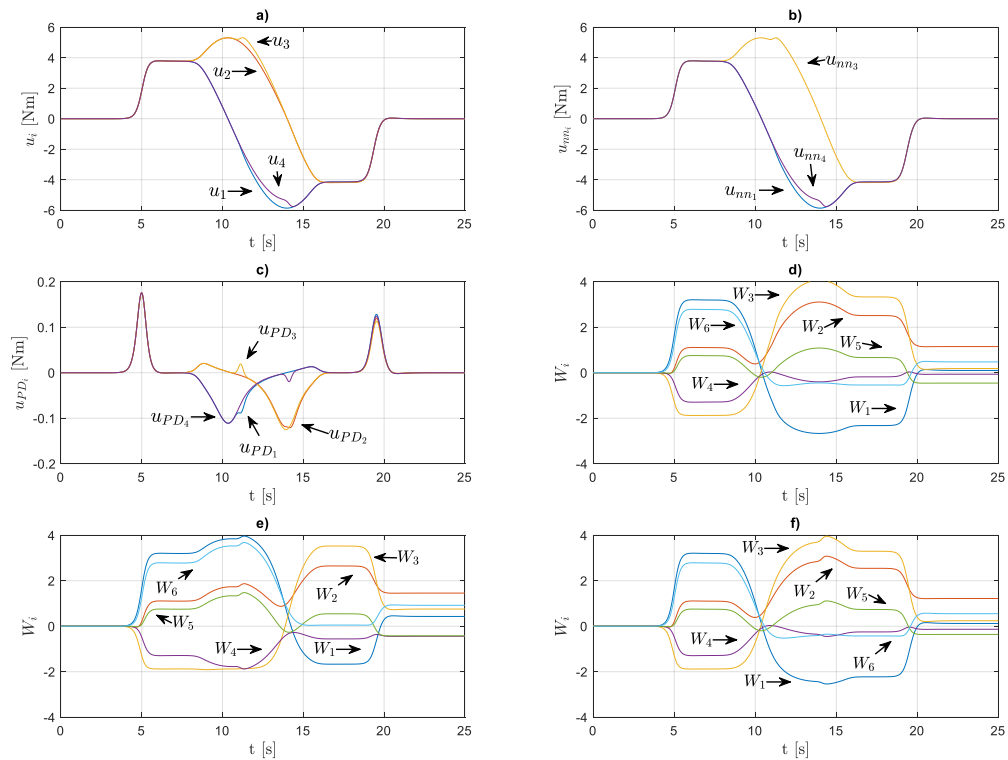 a)
6
4
2
0
-2
-4
-6
u_i [Nm]
u_3
u_2
u_4
u_1
0 5 10 15 20 25
t [s]
b)
6
4
2
0
-2
-4
-6
u_{nn_i} [Nm]
u_{nn_3}
u_{nn_4}
u_{nn_1}
0 5 10 15 20 25
t [s]
c)
0.2
0.1
0
-0.1
-0.2
u_{PD_i} [Nm]
u_{PD_3}
u_{PD_4}
u_{PD_1}
u_{PD_2}
0 5 10 15 20 25
t [s]
d)
4
2
0
-2
-4
W_i
W_3
W_6
W_2
W_5
W_4
W_1
0 5 10 15 20 25
t [s]
e)
4
2
0
-2
-4
W_i
W_3
W_6
W_2
W_5
W_4
W_1
0 5 10 15 20 25
t [s]
f)
4
2
0
-2
-4
W_i
W_3
W_2
W_5
W_4
W_6
W_1
0 5 10 15 20 25
t [s]